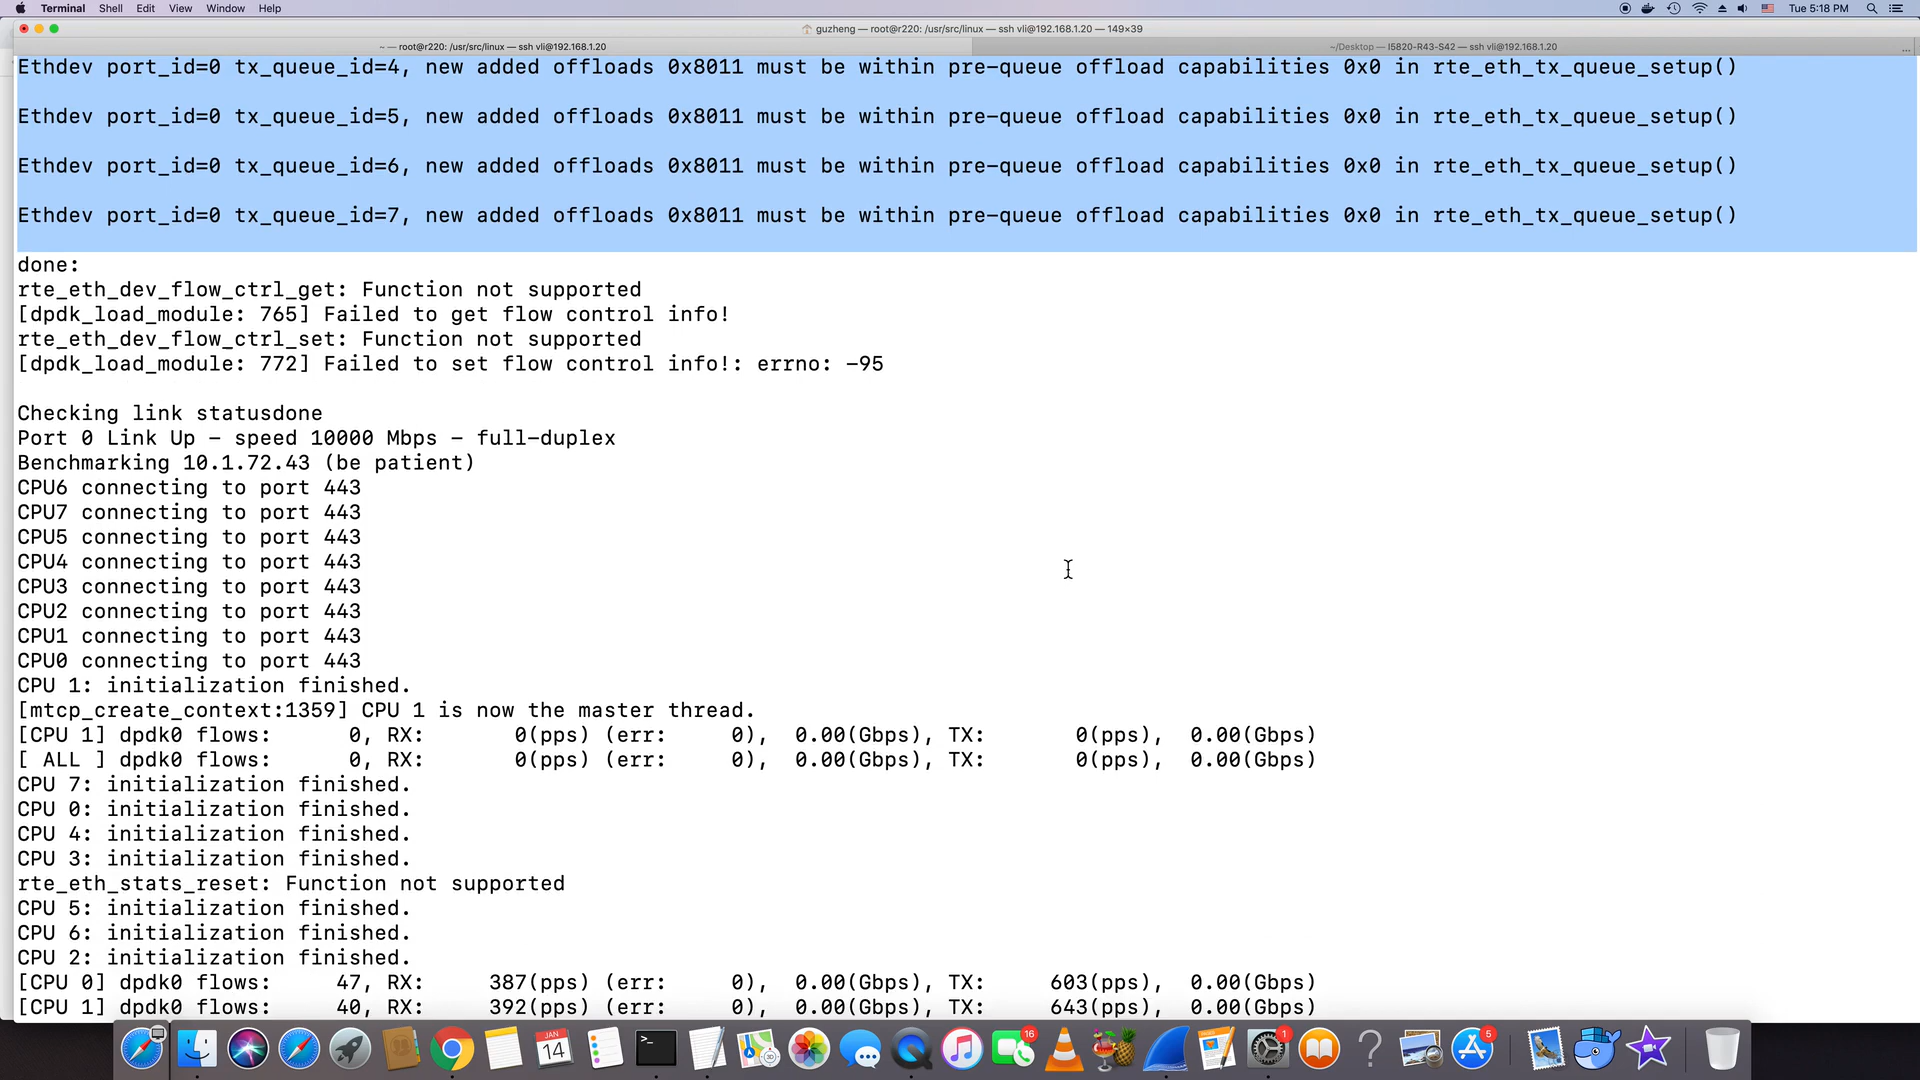 Terminal Shell Edit View Window Help Tue 5:18 PM
guzheng — root@r220: /usr/src/linux — ssh vli@192.168.1.20 — 149×39
~ — root@r220: /usr/src/linux — ssh vli@192.168.1.20 ~/Desktop — I5820-R43-S42 — ssh vli@192.168.1.20 ...
Ethdev port_id=0 tx_queue_id=4, new added offloads 0x8011 must be within pre-queue offload capabilities 0x0 in rte_eth_tx_queue_setup()
Ethdev port_id=0 tx_queue_id=5, new added offloads 0x8011 must be within pre-queue offload capabilities 0x0 in rte_eth_tx_queue_setup()
Ethdev port_id=0 tx_queue_id=6, new added offloads 0x8011 must be within pre-queue offload capabilities 0x0 in rte_eth_tx_queue_setup()
Ethdev port_id=0 tx_queue_id=7, new added offloads 0x8011 must be within pre-queue offload capabilities 0x0 in rte_eth_tx_queue_setup()
done:
rte_eth_dev_flow_ctrl_get: Function not supported
[dpdk_load_module: 765] Failed to get flow control info!
rte_eth_dev_flow_ctrl_set: Function not supported
[dpdk_load_module: 772] Failed to set flow control info!: errno: -95
Checking link statusdone
Port 0 Link Up - speed 10000 Mbps - full-duplex
Benchmarking 10.1.72.43 (be patient)
CPU6 connecting to port 443
CPU7 connecting to port 443
CPU5 connecting to port 443
CPU4 connecting to port 443
CPU3 connecting to port 443
CPU2 connecting to port 443
CPU1 connecting to port 443
CPU0 connecting to port 443
CPU 1: initialization finished.
[mtcp_create_context:1359] CPU 1 is now the master thread.
[CPU 1] dpdk0 flows: 0, RX: 0(pps) (err: 0), 0.00(Gbps), TX: 0(pps), 0.00(Gbps)
[ ALL ] dpdk0 flows: 0, RX: 0(pps) (err: 0), 0.00(Gbps), TX: 0(pps), 0.00(Gbps)
CPU 7: initialization finished.
CPU 0: initialization finished.
CPU 4: initialization finished.
CPU 3: initialization finished.
rte_eth_stats_reset: Function not supported
CPU 5: initialization finished.
CPU 6: initialization finished.
CPU 2: initialization finished.
[CPU 0] dpdk0 flows: 47, RX: 387(pps) (err: 0), 0.00(Gbps), TX: 603(pps), 0.00(Gbps)
[CPU 1] dpdk0 flows: 40, RX: 392(pps) (err: 0), 0.00(Gbps), TX: 643(pps), 0.00(Gbps)
JAN
14
>_
3D
16
1
?
5